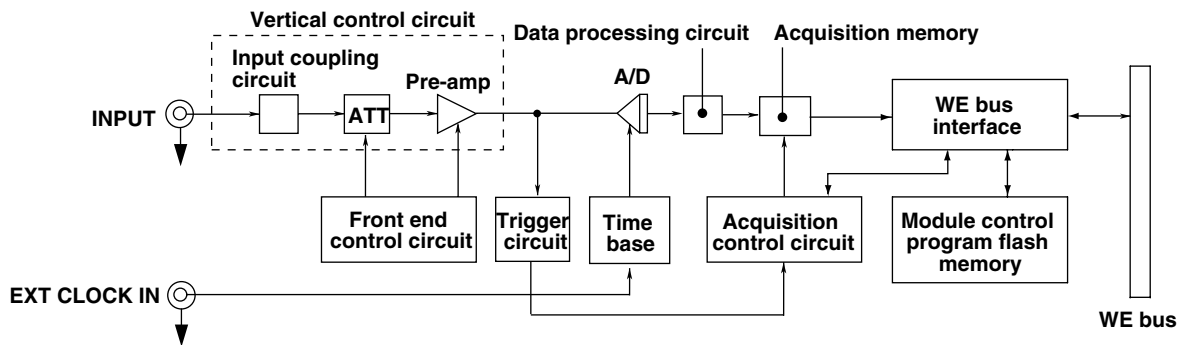 Vertical control circuit
Data processing circuit
Acquisition memory
Input coupling
circuit
Pre-amp
A/D
INPUT
ATT
WE bus
interface
Front end
control circuit
Trigger
circuit
Time
base
Acquisition
control circuit
Module control
program flash
memory
EXT CLOCK IN
WE bus